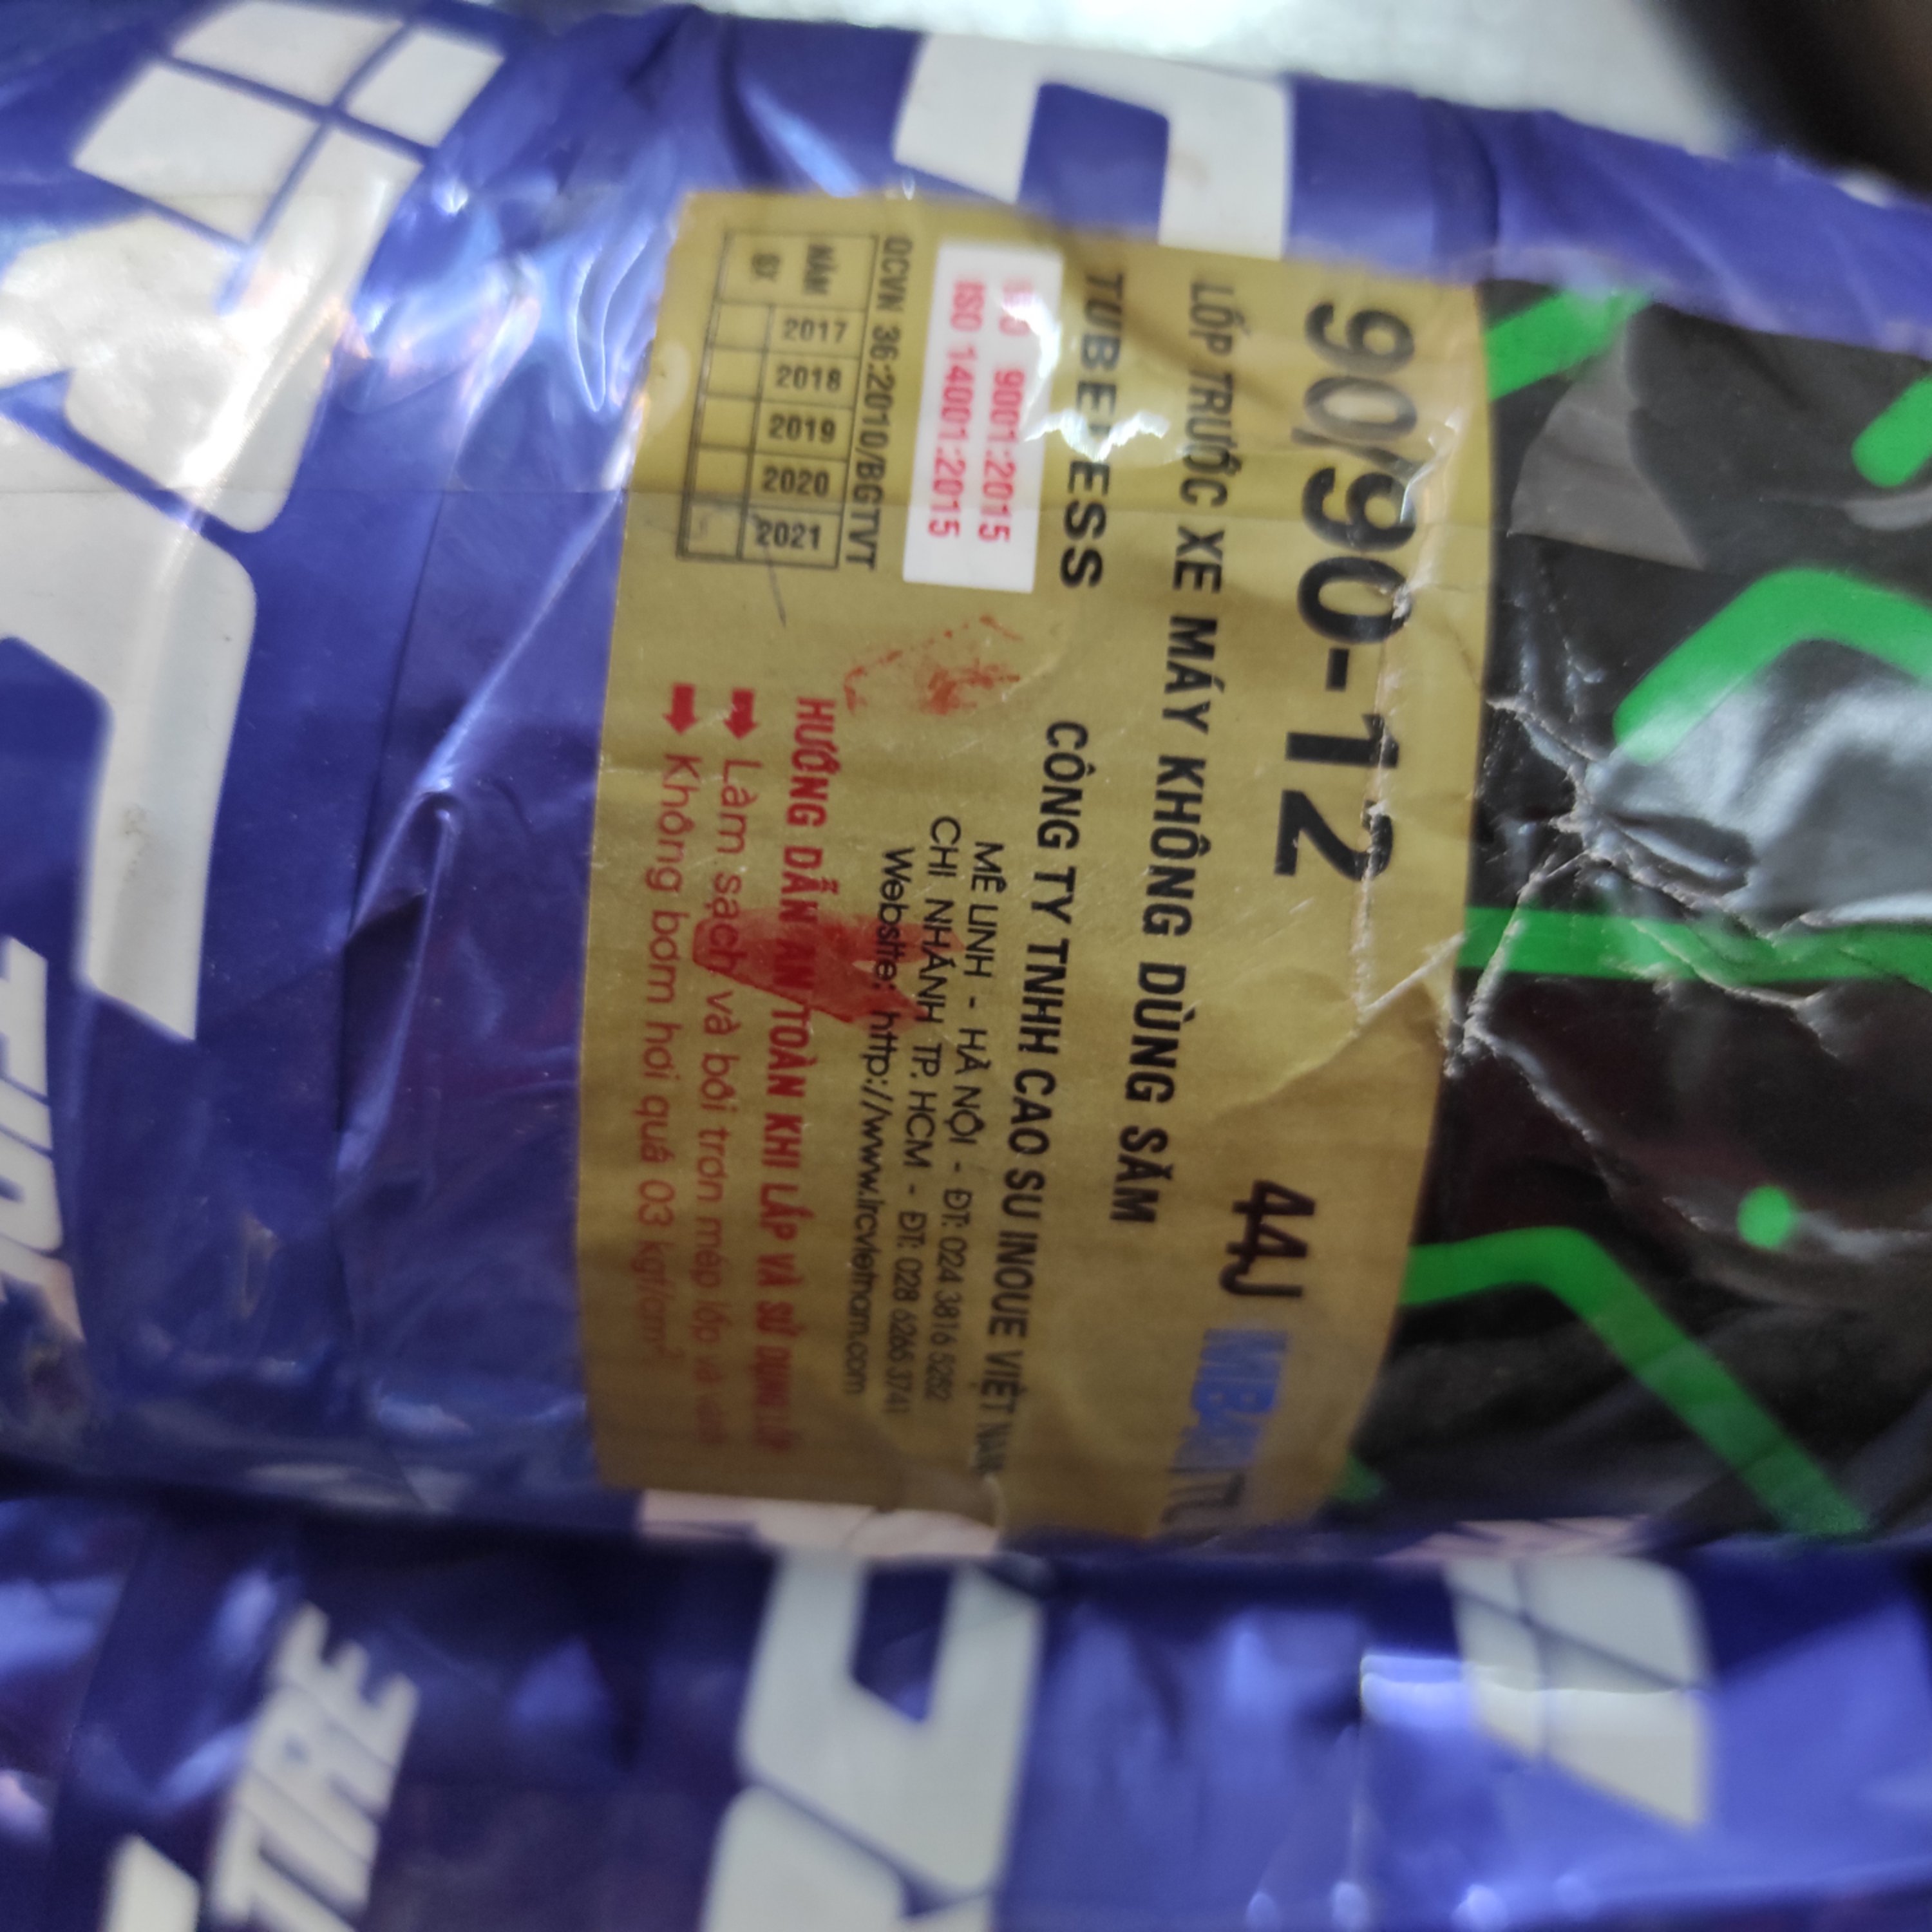 90/90-12 44J
LỐP TRƯỚC XE MÁY KHÔNG DÙNG SĂM
TUBELESS
CÔNG TY TNHH CAO SU INOUE VIỆT NAM
MÊ LINH - HÀ NỘI - ĐT: 024 3816 5282
CHI NHÁNH TP. HCM - ĐT: 028 6265 3741
Website: http://www.ircvietnam.com
ISO 9001:2015
ISO 14001:2015
QCVN 36:2010/BGTVT
NĂM 2017 2018 2019 2020 2021
SX
HƯỚNG DẪN AN TOÀN KHI LẮP VÀ SỬ DỤNG LỐP
Làm sạch và bôi trơn mép lốp và vành
Không bơm hơi quá 03 kgf/cm²
TIRE